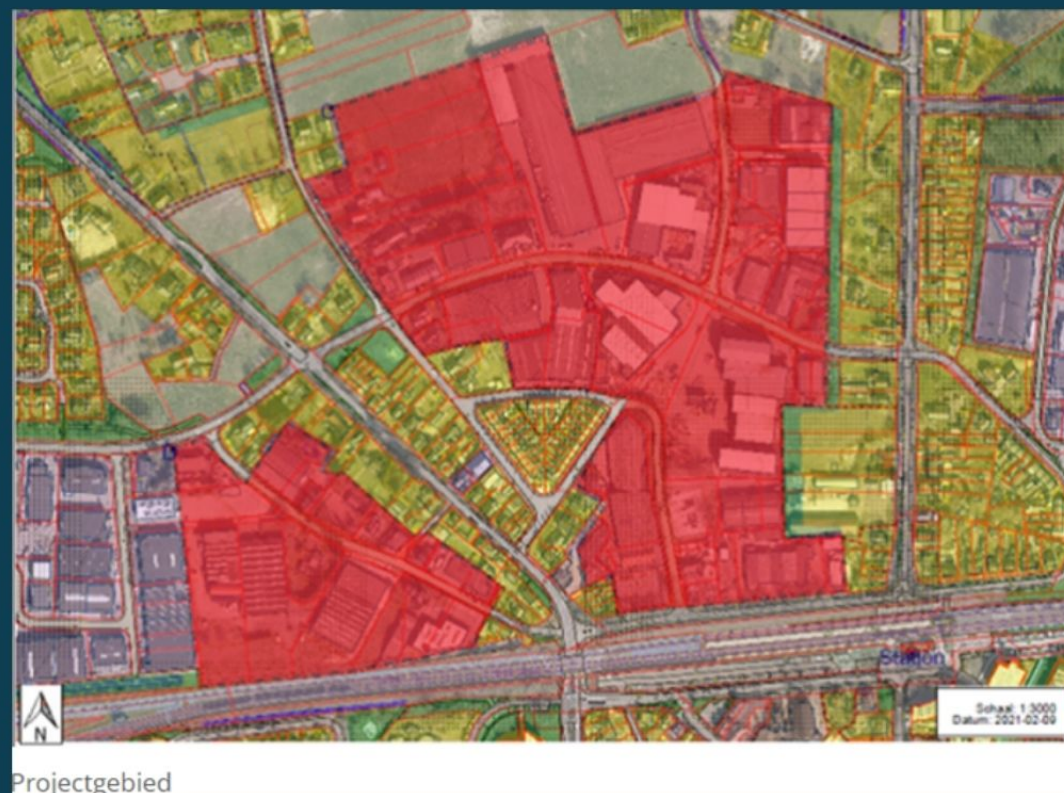 Station
N
Schaal: 1:3000
Datum: 2021-02-09
Projectgebied